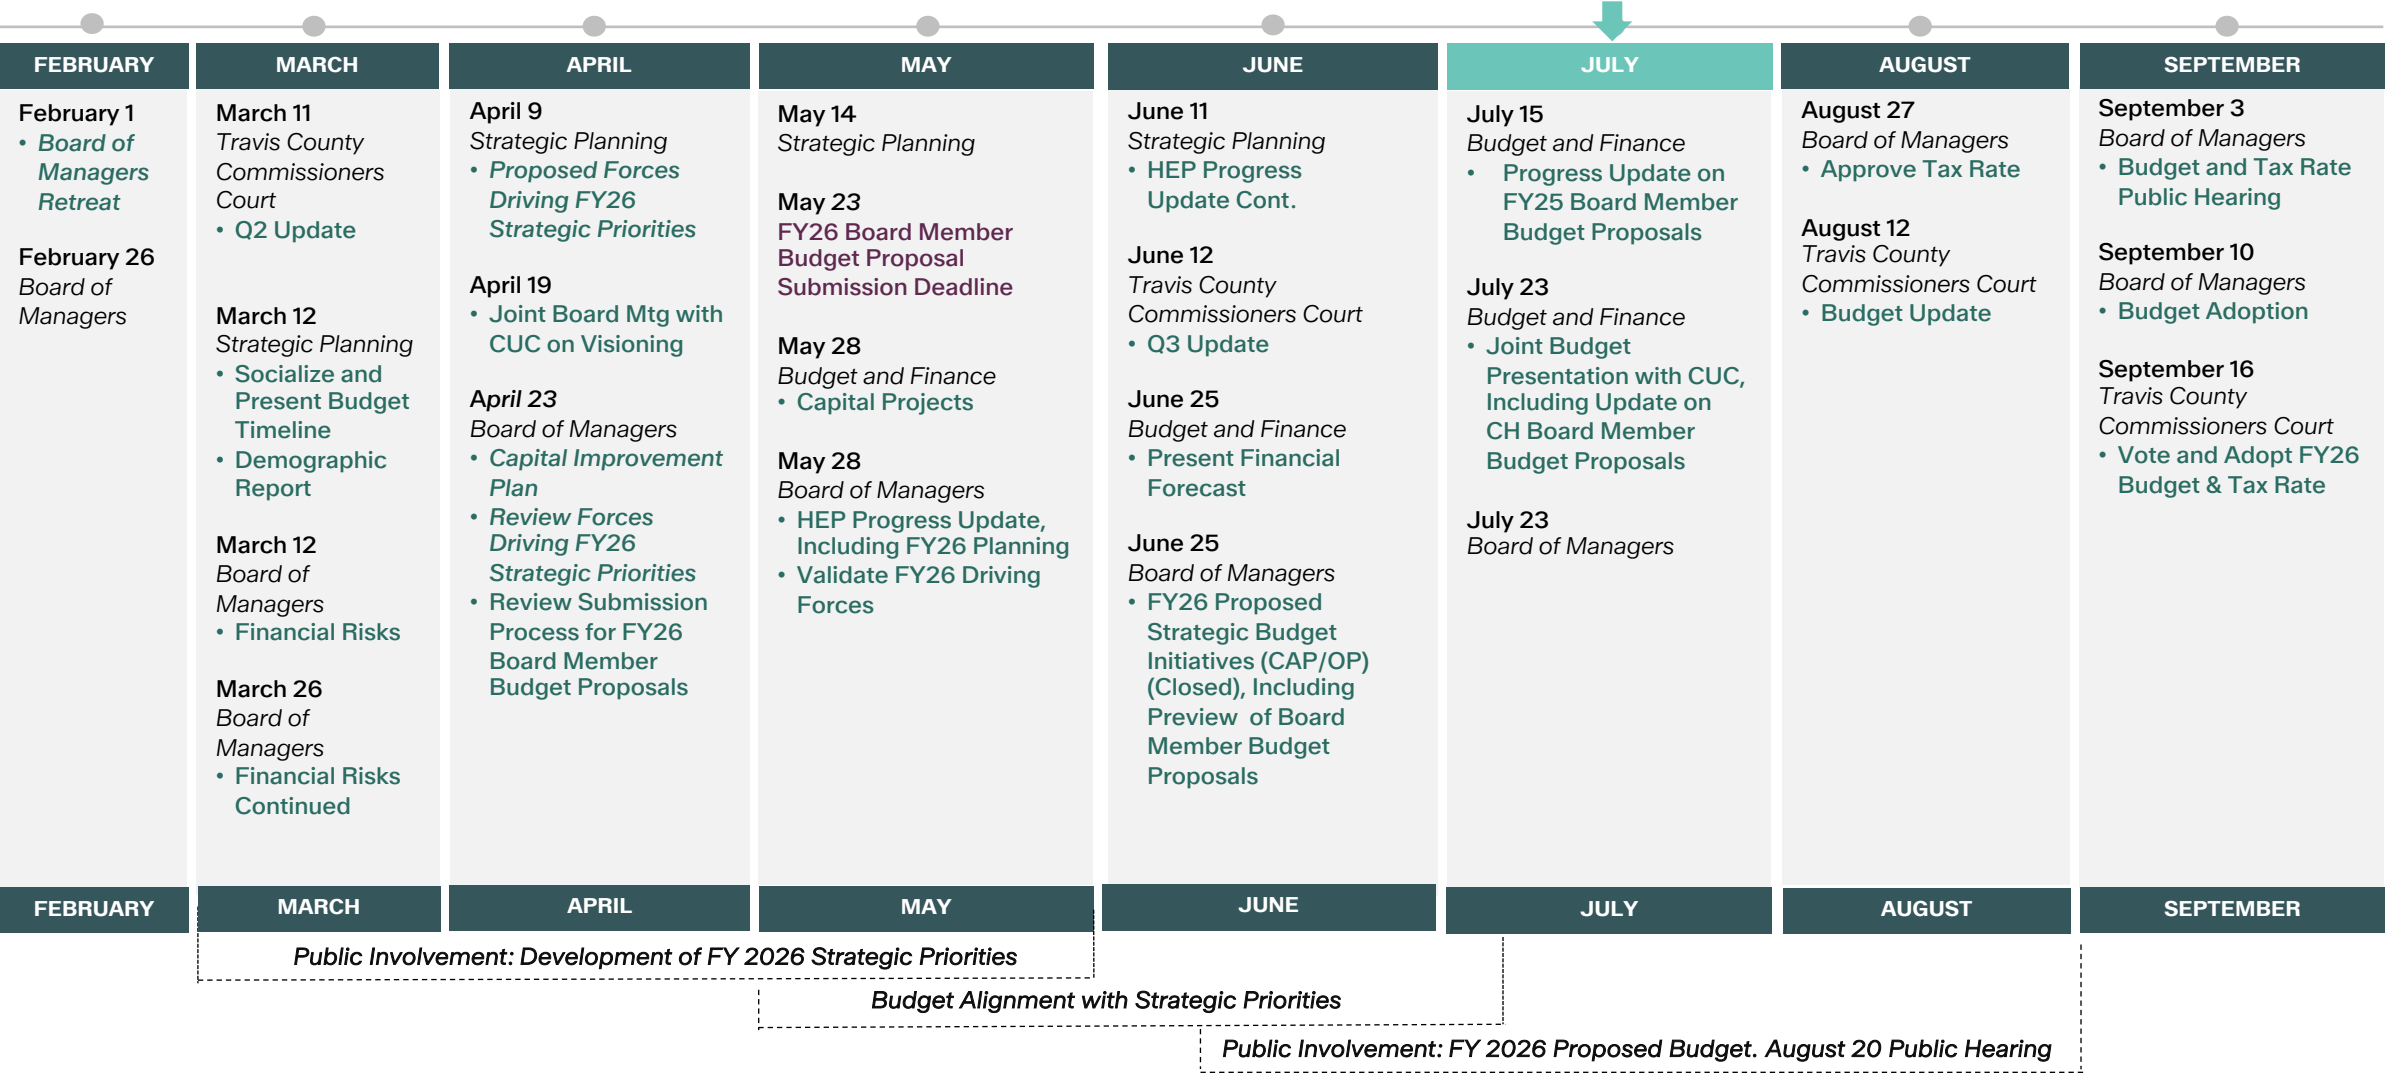 FEBRUARY
MARCH
APRIL
MAY
JUNE
JULY
AUGUST
SEPTEMBER
February 1
• Board of
Managers
Retreat
February 26
Board of
Managers
March 11
Travis County
Commissioners
Court
• Q2 Update
March 12
Strategic Planning
• Socialize and
Present Budget
Timeline
• Demographic
Report
March 12
Board of
Managers
• Financial Risks
March 26
Board of
Managers
• Financial Risks
Continued
April 9
Strategic Planning
• Proposed Forces
Driving FY26
Strategic Priorities
April 19
• Joint Board Mtg with
CUC on Visioning
April 23
Board of Managers
• Capital Improvement
Plan
• Review Forces
Driving FY26
Strategic Priorities
• Review Submission
Process for FY26
Board Member
Budget Proposals
May 14
Strategic Planning
May 23
FY26 Board Member
Budget Proposal
Submission Deadline
May 28
Budget and Finance
• Capital Projects
May 28
Board of Managers
• HEP Progress Update,
Including FY26 Planning
• Validate FY26 Driving
Forces
June 11
Strategic Planning
• HEP Progress
Update Cont.
June 12
Travis County
Commissioners Court
• Q3 Update
June 25
Budget and Finance
• Present Financial
Forecast
June 25
Board of Managers
• FY26 Proposed
Strategic Budget
Initiatives (CAP/OP)
(Closed), Including
Preview of Board
Member Budget
Proposals
July 15
Budget and Finance
• Progress Update on
FY25 Board Member
Budget Proposals
July 23
Budget and Finance
• Joint Budget
Presentation with CUC,
Including Update on
CH Board Member
Budget Proposals
July 23
Board of Managers
August 27
Board of Managers
• Approve Tax Rate
August 12
Travis County
Commissioners Court
• Budget Update
September 3
Board of Managers
• Budget and Tax Rate
Public Hearing
September 10
Board of Managers
• Budget Adoption
September 16
Travis County
Commissioners Court
• Vote and Adopt FY26
Budget & Tax Rate
FEBRUARY
MARCH
APRIL
MAY
JUNE
JULY
AUGUST
SEPTEMBER
Public Involvement: Development of FY 2026 Strategic Priorities
Budget Alignment with Strategic Priorities
Public Involvement: FY 2026 Proposed Budget. August 20 Public Hearing